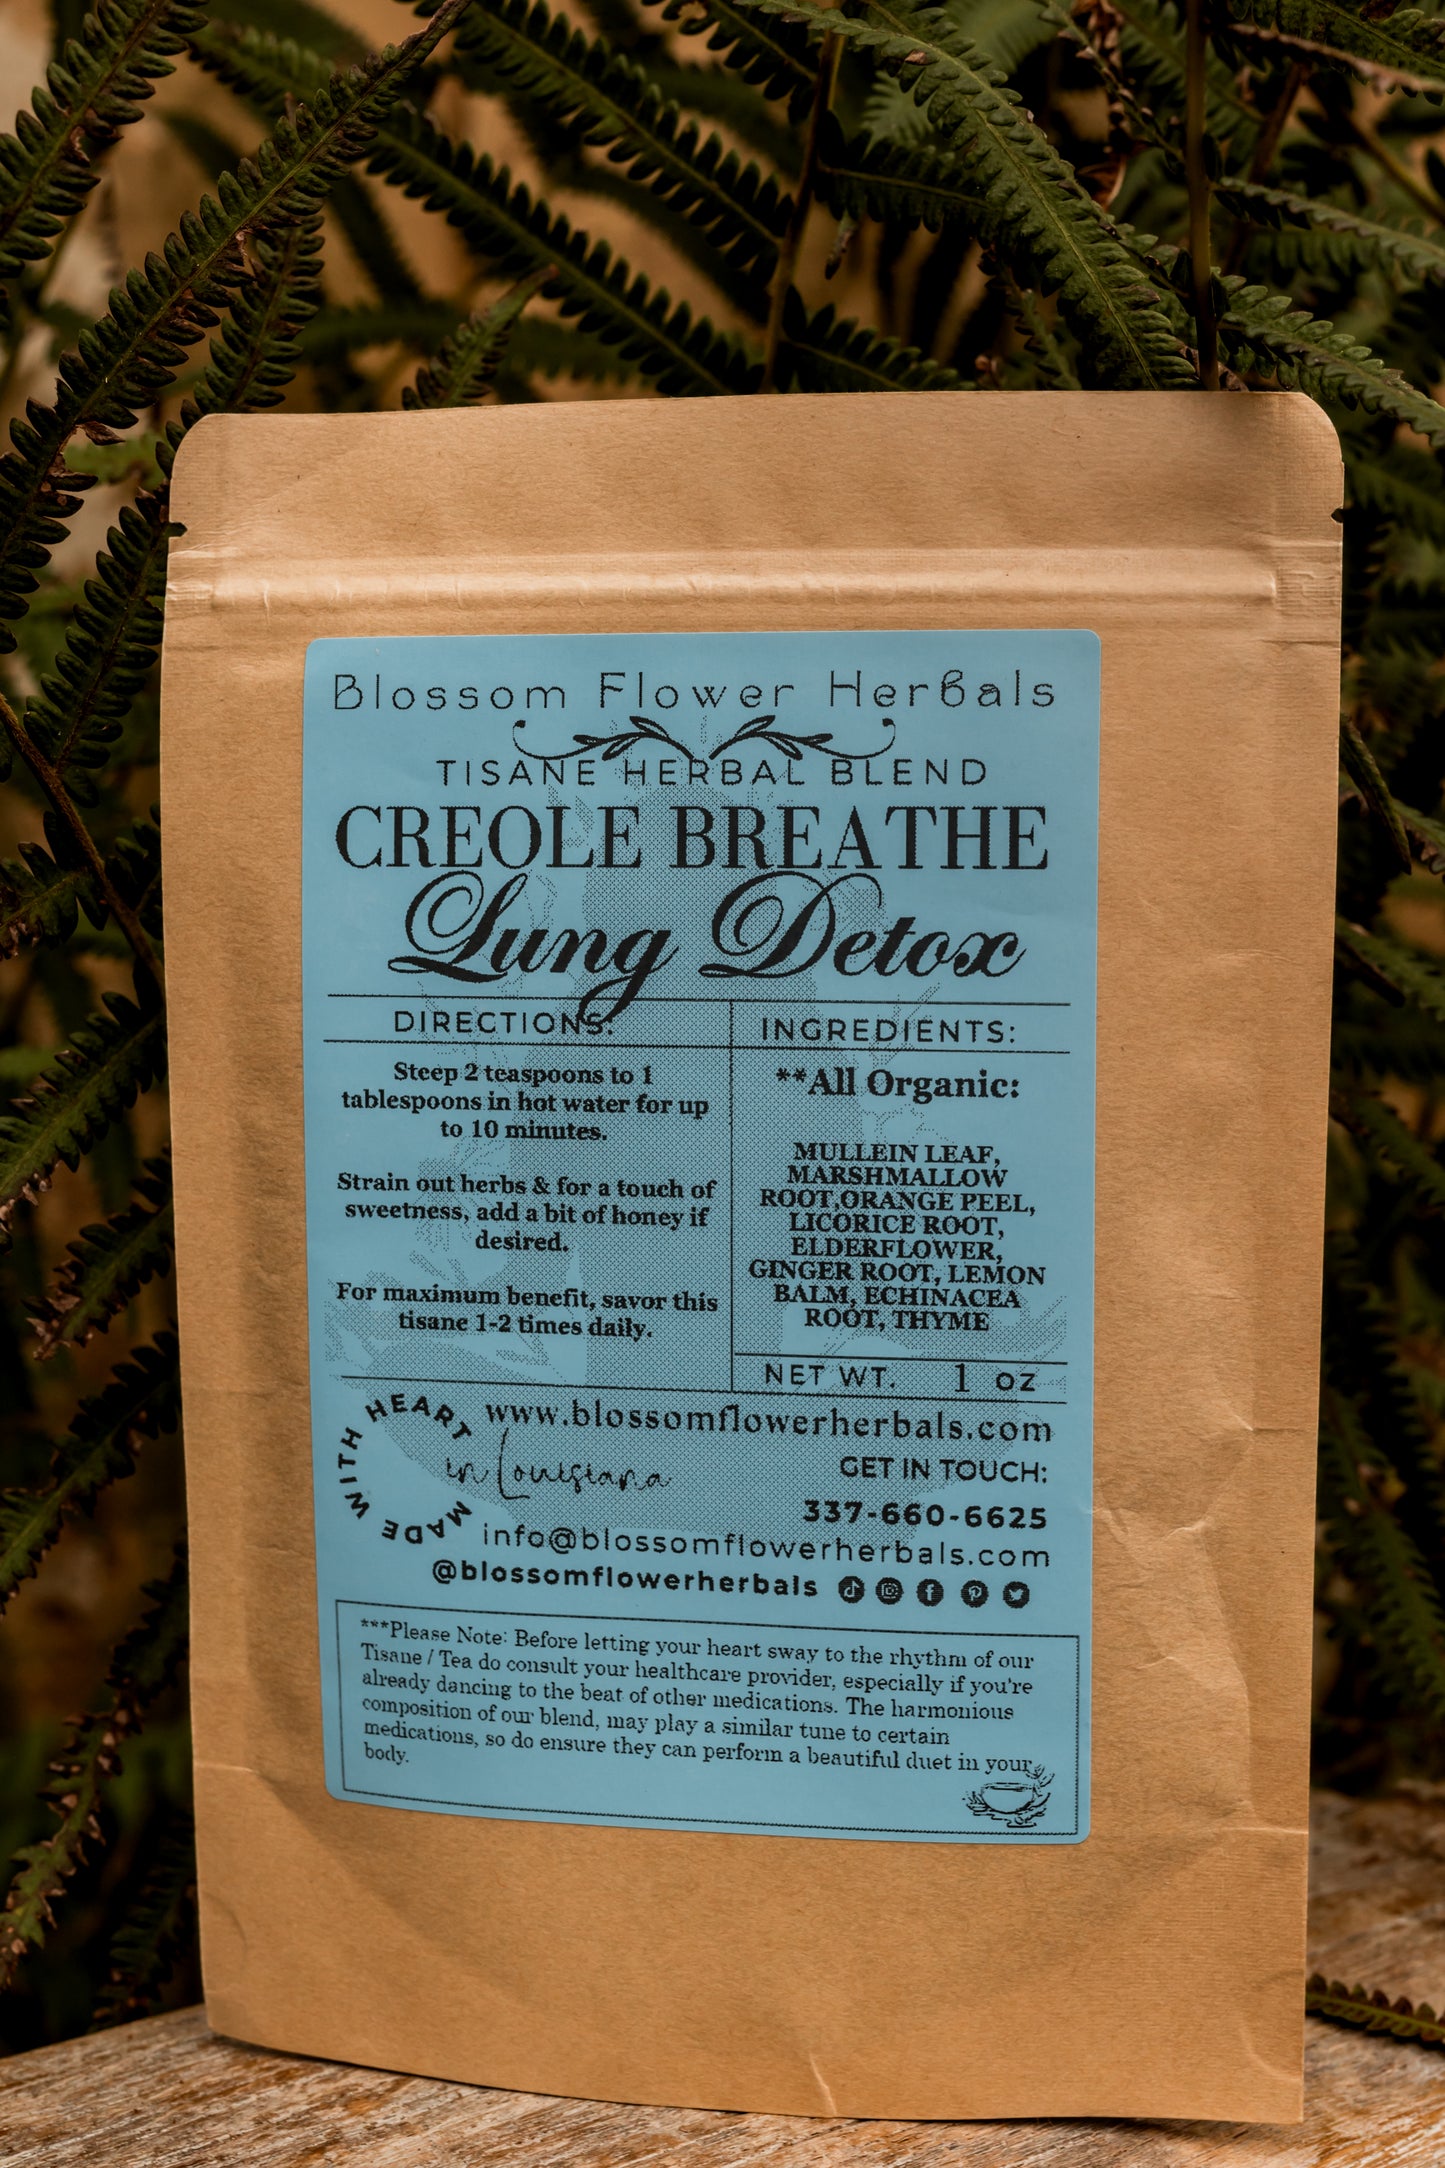 Blossom Flower Herbals
TISANE HERBAL BLEND
CREOLE BREATHE
Lung Detox
DIRECTIONS:
Steep 2 teaspoons to 1
tablespoons in hot water for up
to 10 minutes.
Strain out herbs & for a touch of
sweetness, add a bit of honey if
desired.
For maximum benefit, savor this
tisane 1-2 times daily.
INGREDIENTS:
**All Organic:
MULLEIN LEAF,
MARSHMALLOW
ROOT,ORANGE PEEL,
LICORICE ROOT,
ELDERFLOWER,
GINGER ROOT, LEMON
BALM, ECHINACEA
ROOT, THYME
NET WT. 1 oz
MADE WITH HEART
in Louisiana
www.blossomflowerherbals.com
GET IN TOUCH:
337-660-6625
info@blossomflowerherbals.com
@blossomflowerherbals
***Please Note: Before letting your heart sway to the rhythm of our
Tisane / Tea do consult your healthcare provider, especially if you're
already dancing to the beat of other medications. The harmonious
composition of our blend, may play a similar tune to certain
medications, so do ensure they can perform a beautiful duet in your
body.